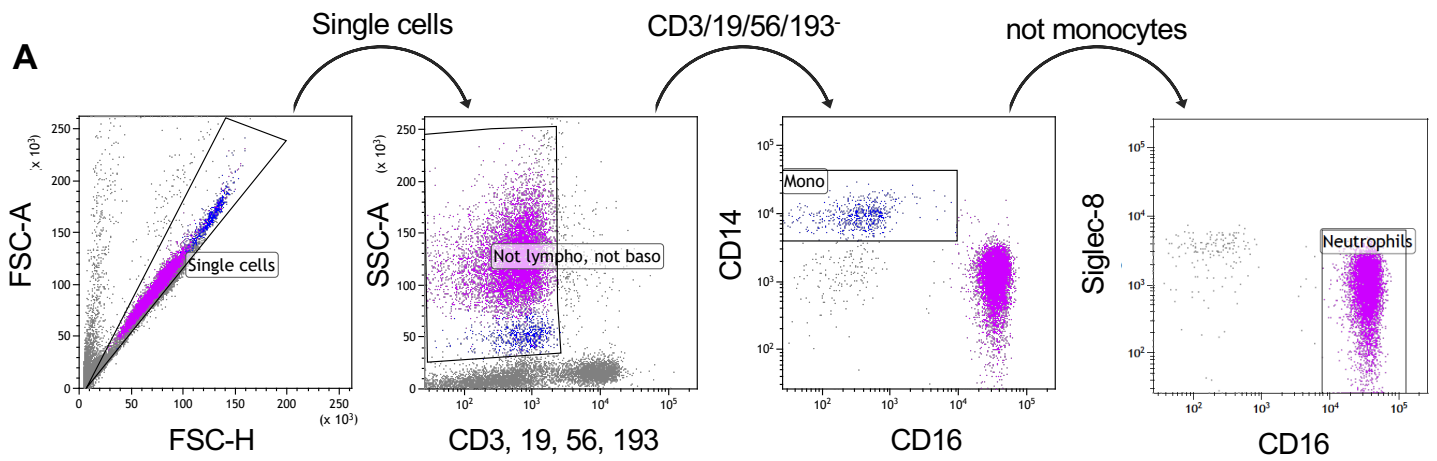 A
Single cells
CD3/19/56/193-
not monocytes
FSC-A
(x 10³)
250
200
150
100
50
0
Single cells
0
50
100
150
200
250
(x 10³)
FSC-H
SSC-A
(x 10³)
250
200
150
100
50
0
Not lympho, not baso
10²
10³
10⁴
10⁵
CD3, 19, 56, 193
CD14
10⁵
10⁴
10³
10²
Mono
10²
10³
10⁴
10⁵
CD16
Siglec-8
10⁵
10⁴
10³
10²
Neutrophils
10²
10³
10⁴
10⁵
CD16